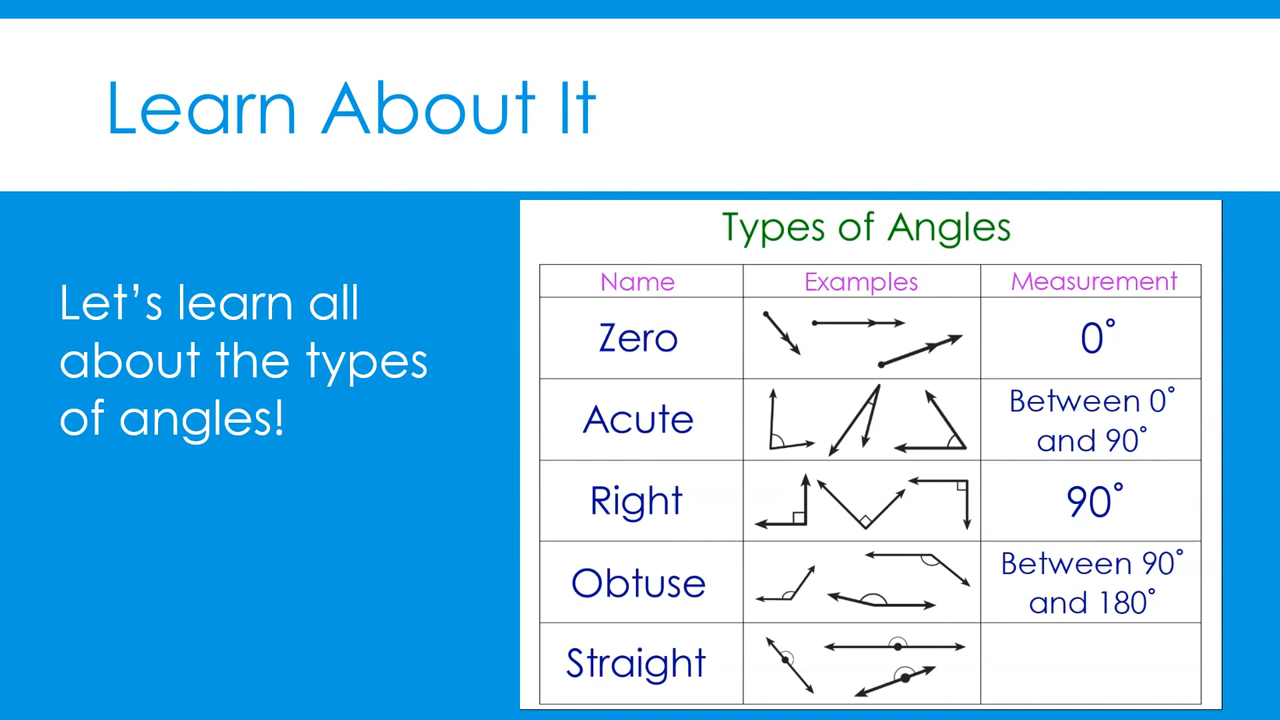 Learn About It
Let’s learn all
about the types
of angles!
Types of Angles
Name Examples Measurement
Zero 0˚
Acute Between 0˚
and 90˚
Right 90˚
Obtuse Between 90˚
and 180˚
Straight